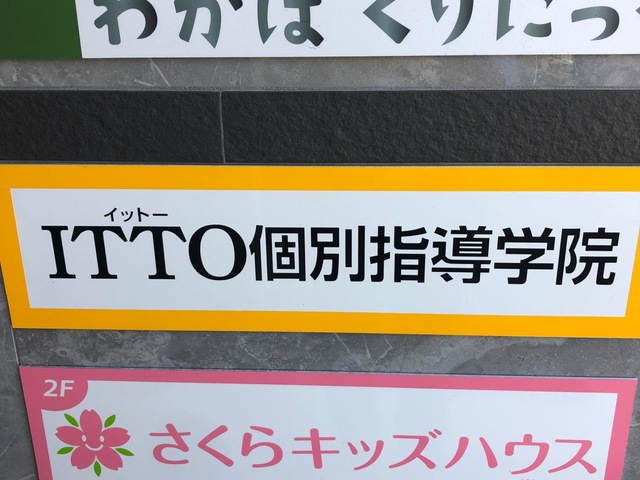 わかば くりにっ
イットー
ITTO個別指導学院
2F
さくらキッズハウス